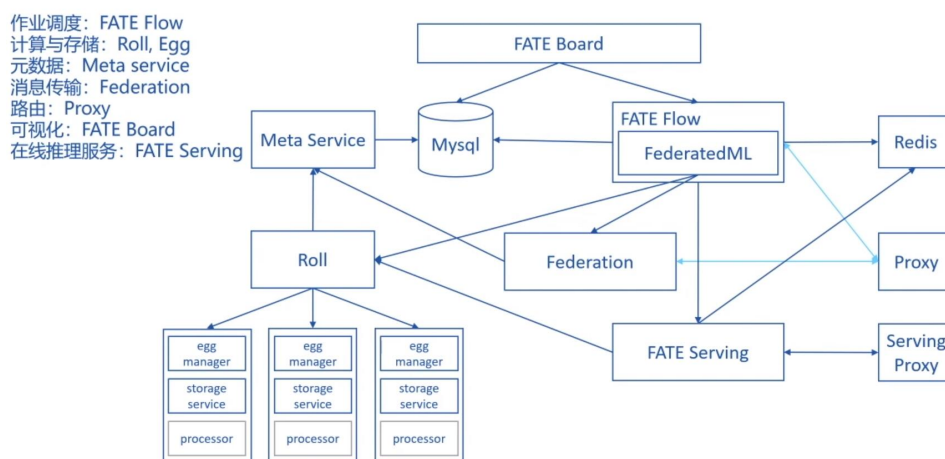 作业调度：FATE Flow
计算与存储：Roll, Egg
元数据：Meta service
消息传输：Federation
路由：Proxy
可视化：FATE Board
在线推理服务：FATE Serving
FATE Board
Meta Service
Mysql
FATE Flow
FederatedML
Redis
Roll
Federation
Proxy
FATE Serving
Serving
Proxy
egg
manager
storage
service
processor
egg
manager
storage
service
processor
egg
manager
storage
service
processor